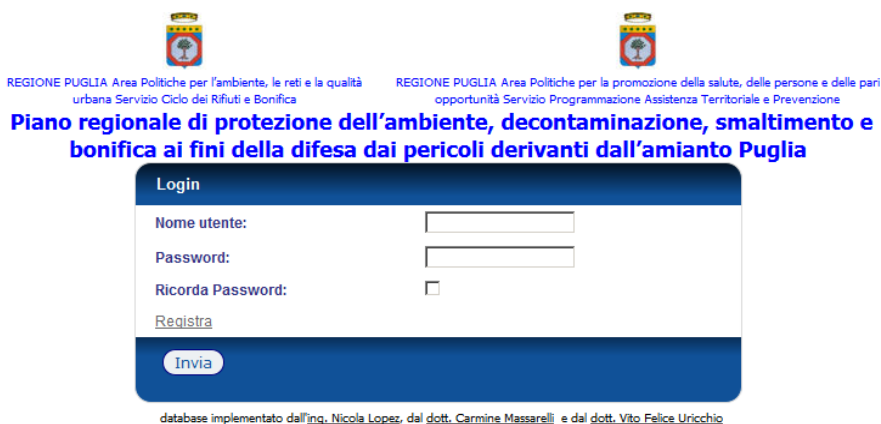 REGIONE PUGLIA Area Politiche per l'ambiente, le reti e la qualità
urbana Servizio Ciclo dei Rifiuti e Bonifica
REGIONE PUGLIA Area Politiche per la promozione della salute, delle persone e delle pari
opportunità Servizio Programmazione Assistenza Territoriale e Prevenzione
Piano regionale di protezione dell'ambiente, decontaminazione, smaltimento e
bonifica ai fini della difesa dai pericoli derivanti dall'amianto Puglia
Login
Nome utente:
Password:
Ricorda Password:
Registra
Invia
database implementato dall'ing. Nicola Lopez, dal dott. Carmine Massarelli e dal dott. Vito Felice Uricchio